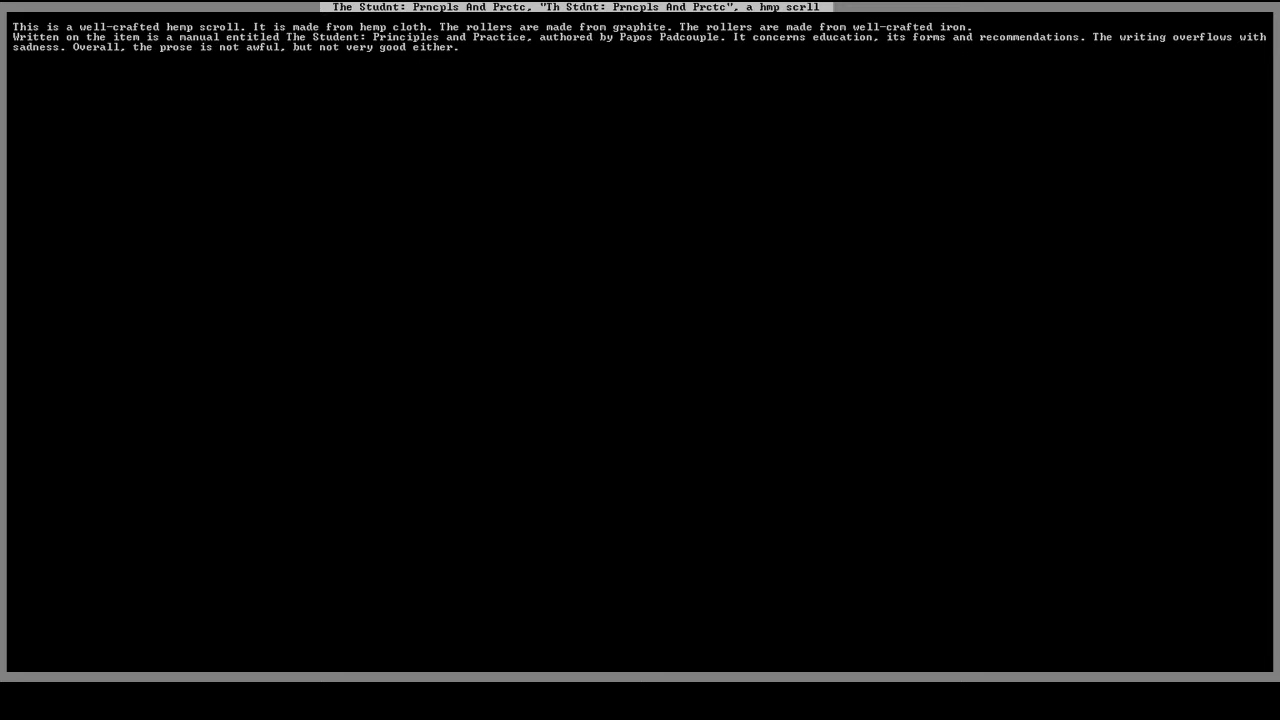 The Studnt: Prncpls And Prctc, "Th Stdnt: Prncpls And Prctc", a hmp scrll
This is a well-crafted hemp scroll. It is made from hemp cloth. The rollers are made from graphite. The rollers are made from well-crafted iron.
Written on the item is a manual entitled The Student: Principles and Practice, authored by Papos Padcouple. It concerns education, its forms and recommendations. The writing overflows with
sadness. Overall, the prose is not awful, but not very good either.